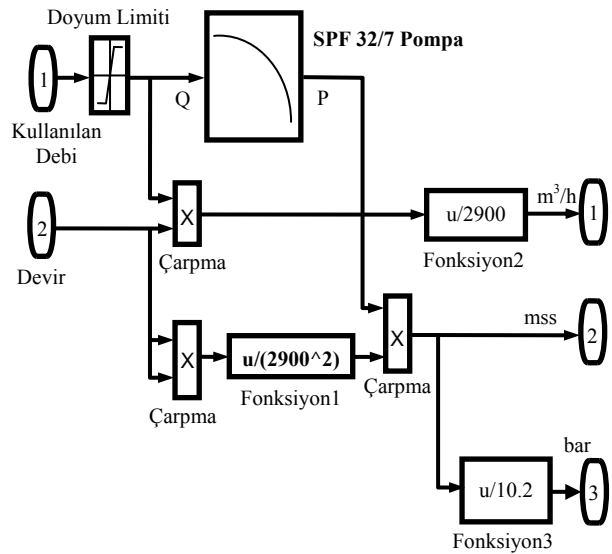 Doyum Limiti
SPF 32/7 Pompa
1
Q
P
Kullanılan
Debi
m³/h
X
u/2900
1
2
Devir
Çarpma
Fonksiyon2
mss
X
u/(2900^2)
X
2
Çarpma
Fonksiyon1
Çarpma
bar
u/10.2
3
Fonksiyon3